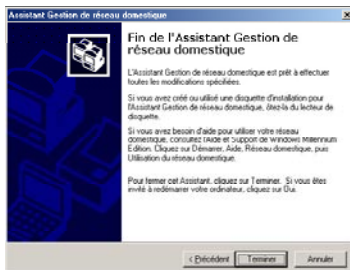 Assistant Gestion de réseau domestique
Fin de l'Assistant Gestion de
réseau domestique
L'Assistant Gestion de réseau domestique est prêt à effectuer
toutes les modifications spécifiées.
Si vous avez créé ou utilisé une disquette d'installation pour
l'Assistant Gestion de réseau domestique, ôtez-la du lecteur de
disquette.
Si vous avez besoin d'aide pour utiliser votre réseau
domestique, consultez l'Aide et Support de Windows Millennium
Edition. Cliquez sur Démarrer, Aide, Réseau domestique, puis
Utilisation du réseau domestique.
Pour fermer cet Assistant, cliquez sur Terminer. Si vous êtes
invité à redémarrer votre ordinateur, cliquez sur Oui.
< Précédent
Terminer
Annuler